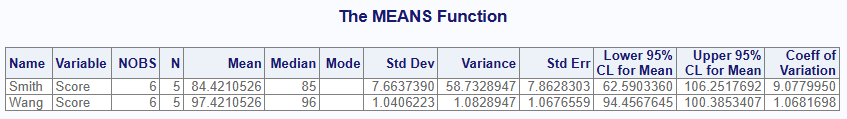 The MEANS Function
Name Variable NOBS N Mean Median Mode Std Dev Variance Std Err Lower 95% CL for Mean Upper 95% CL for Mean Coeff of Variation
Smith Score 6 5 84.4210526 85 7.6637390 58.7328947 7.8628303 62.5903360 106.2517692 9.0779950
Wang Score 6 5 97.4210526 96 1.0406223 1.0828947 1.0676559 94.4567645 100.3853407 1.0681698